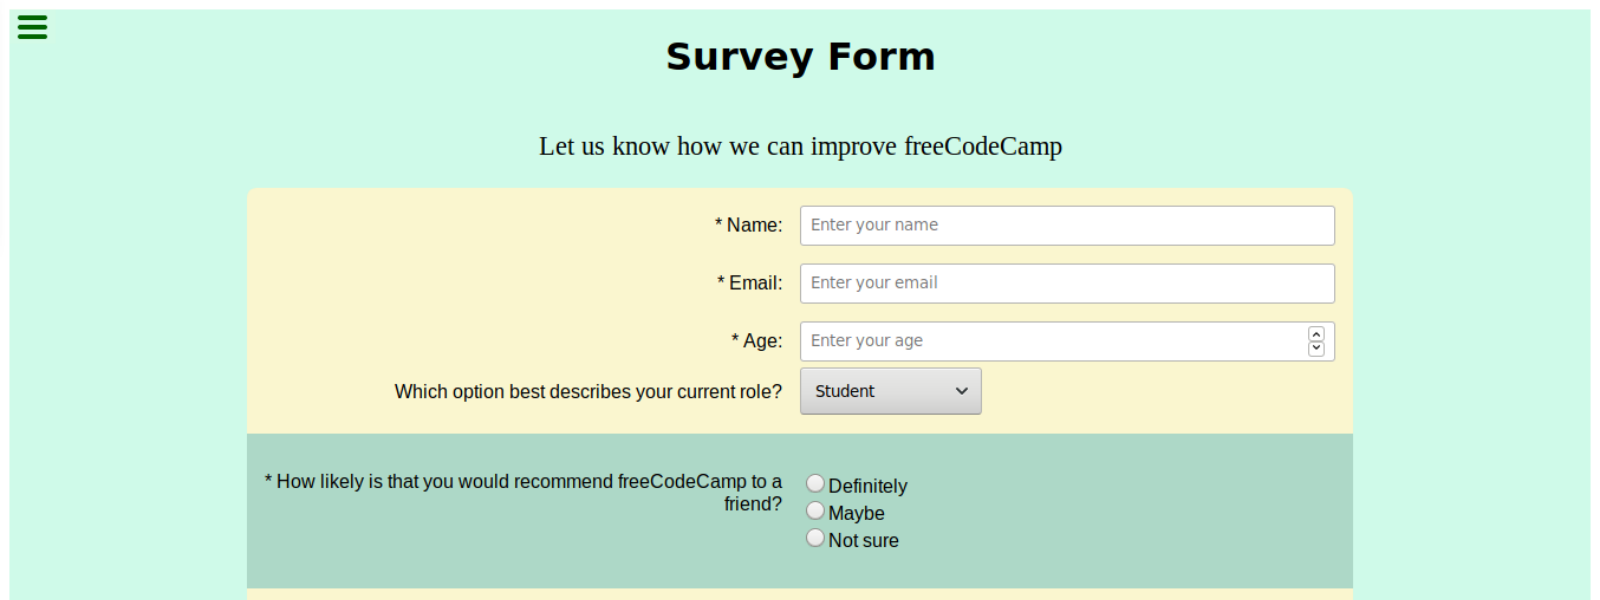 Survey Form
Let us know how we can improve freeCodeCamp
* Name: Enter your name
* Email: Enter your email
* Age: Enter your age
Which option best describes your current role? Student
* How likely is that you would recommend freeCodeCamp to a
friend?
Definitely
Maybe
Not sure